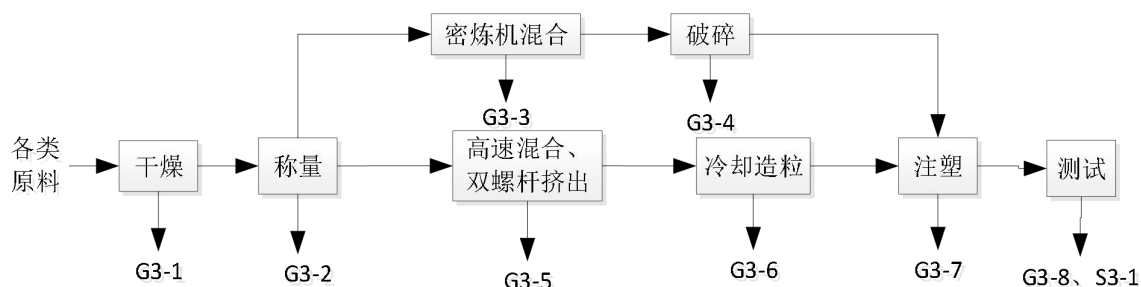 密炼机混合
破碎
G3-3
G3-4
各类
原料
干燥
称量
高速混合、
双螺杆挤出
冷却造粒
注塑
测试
G3-1
G3-2
G3-5
G3-6
G3-7
G3-8、S3-1